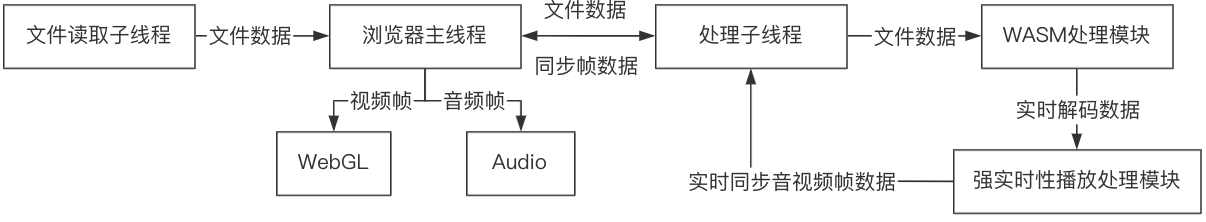 文件读取子线程
文件数据
浏览器主线程
文件数据
同步帧数据
处理子线程
文件数据
WASM处理模块
视频帧
音频帧
实时解码数据
WebGL
Audio
实时同步音视频帧数据
强实时性播放处理模块